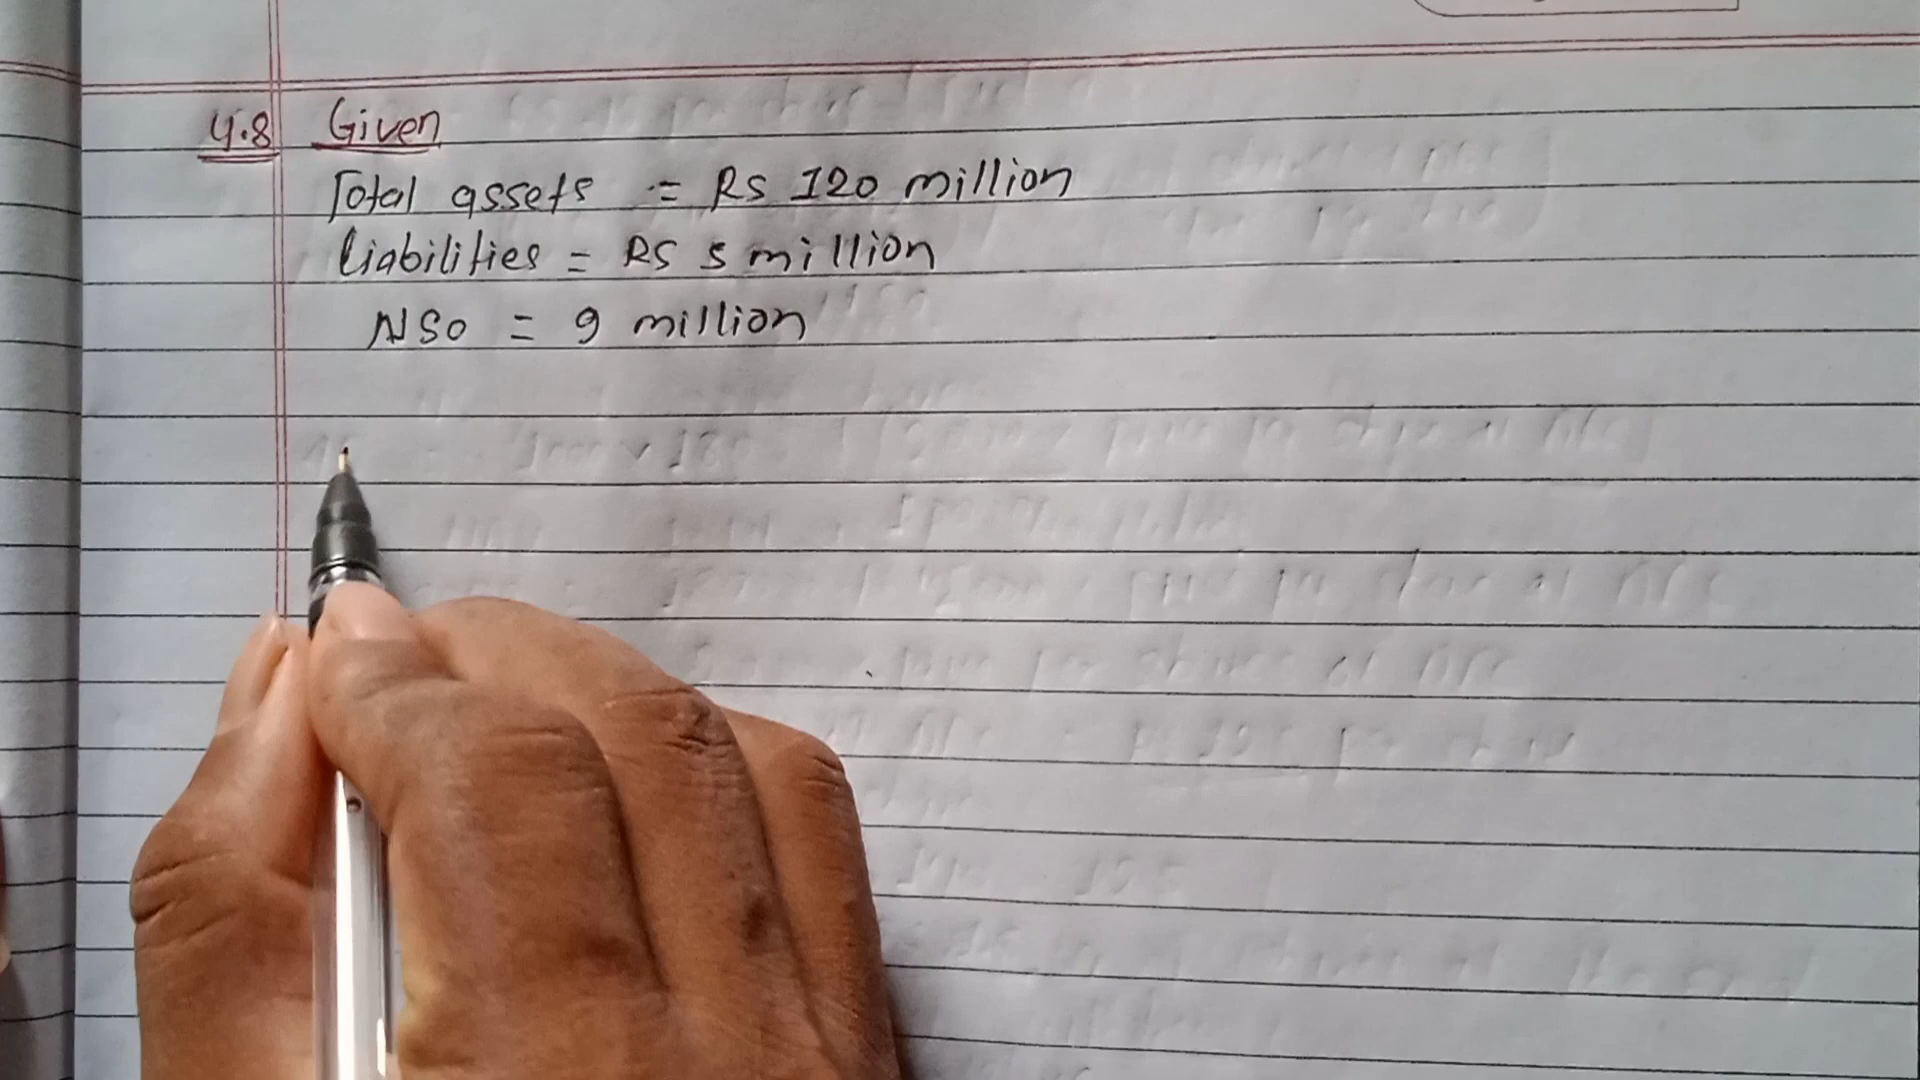 4.8 Given
Total assets = Rs 120 million
liabilities = RS 5 million
NSO = 9 million